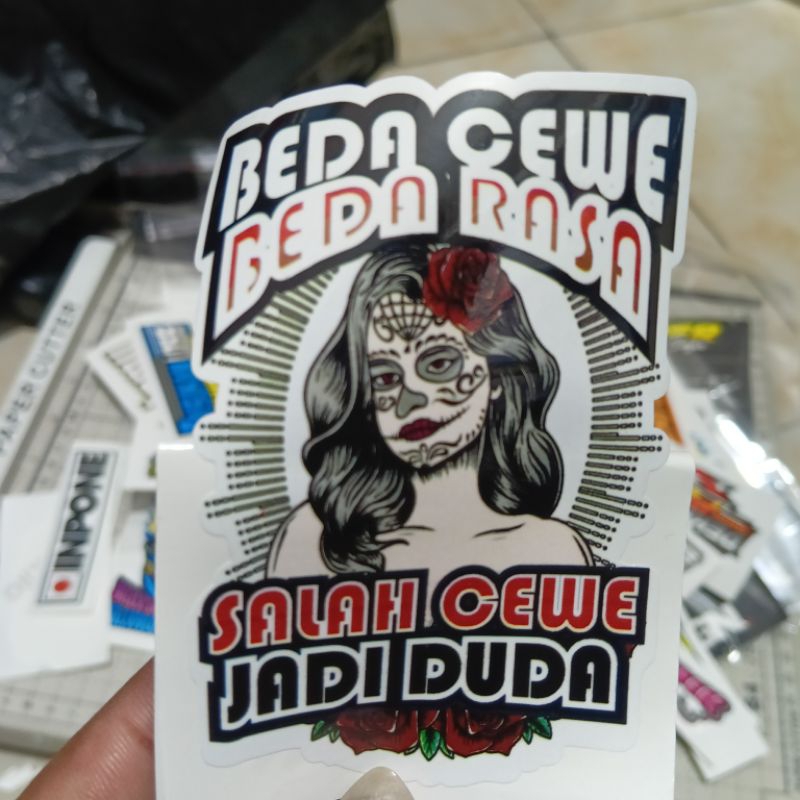 BEDA CEWE
BEDA RASA
SALAH CEWE
JADI DUDA
PAPER CUTTER
INPONE